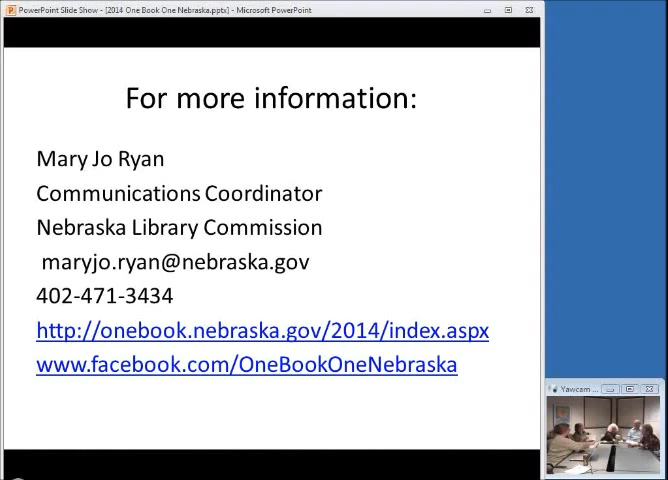 PowerPoint Slide Show - [2014 One Book One Nebraska.pptx] - Microsoft PowerPoint
For more information:
Mary Jo Ryan
Communications Coordinator
Nebraska Library Commission
maryjo.ryan@nebraska.gov
402-471-3434
http://onebook.nebraska.gov/2014/index.aspx
www.facebook.com/OneBookOneNebraska
Yawcam ...